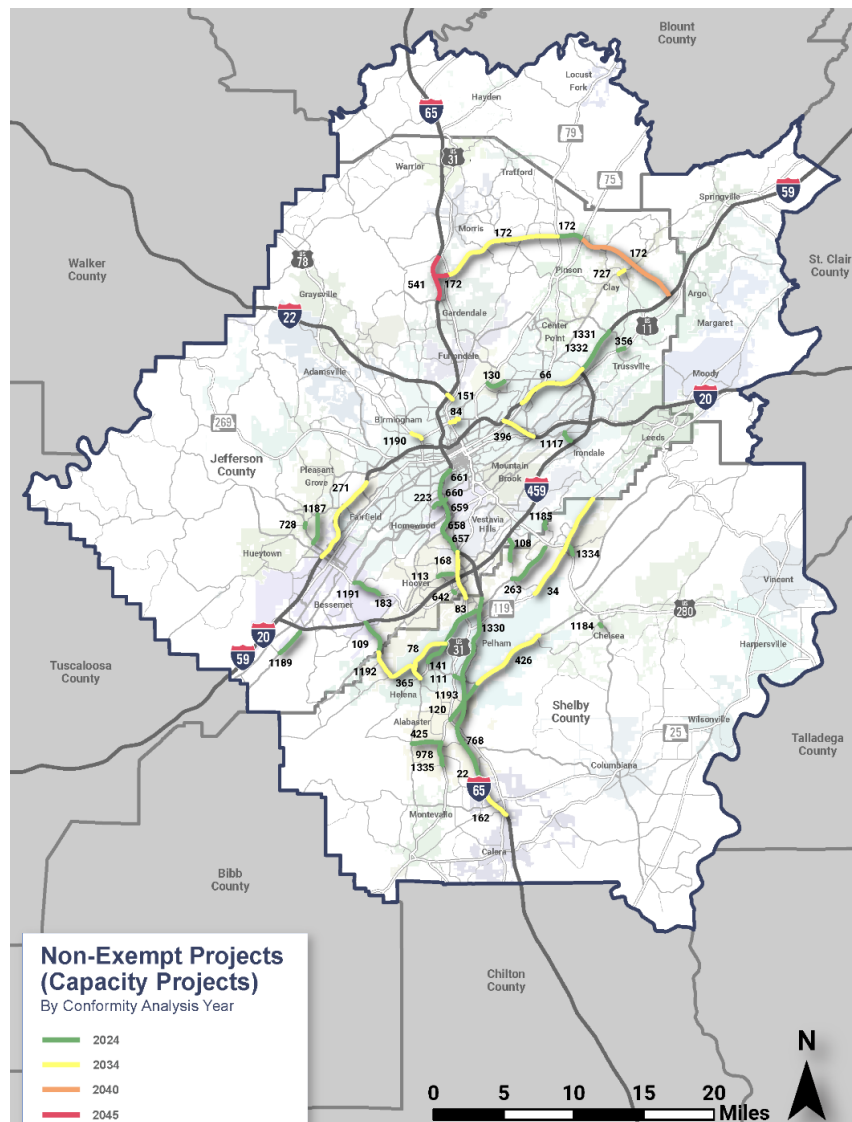 Blount
County
Locust
Fork
Hayden
65
79
US
31
Warrior
Trafford
75
59
Springville
Walker
County
US
78
Morris
172
172
172
St. Clair
County
541
172
Pinson
727
Clay
Argo
Graysville
22
Gardendale
Center
Point
1331
1332
US
11
356
Margaret
Fultondale
Trussville
Adamsville
130
66
Moody
151
20
269
Birmingham
84
1190
396
1117
Leeds
Irondale
Jefferson
County
Pleasant
Grove
271
661
Mountain
Brook
459
223
660
659
1187
728
Fairfield
Homewood
658
657
Vestavia
Hills
1185
Hueytown
168
108
1334
Vincent
1191
183
113
Hoover
642
263
34
Bessemer
83
119
US
280
20
59
1189
109
1330
1184
Chelsea
Harpersville
Tuscaloosa
County
78
US
31
Pelham
141
426
1192
365
Helena
111
1193
Shelby
County
120
Alabaster
425
Wilsonville
25
978
1335
768
22
65
Columbiana
Talladega
County
Montevallo
162
Calera
Bibb
County
Chilton
County
Non-Exempt Projects
(Capacity Projects)
By Conformity Analysis Year
2024
2034
2040
2045
N
0 5 10 15 20
Miles